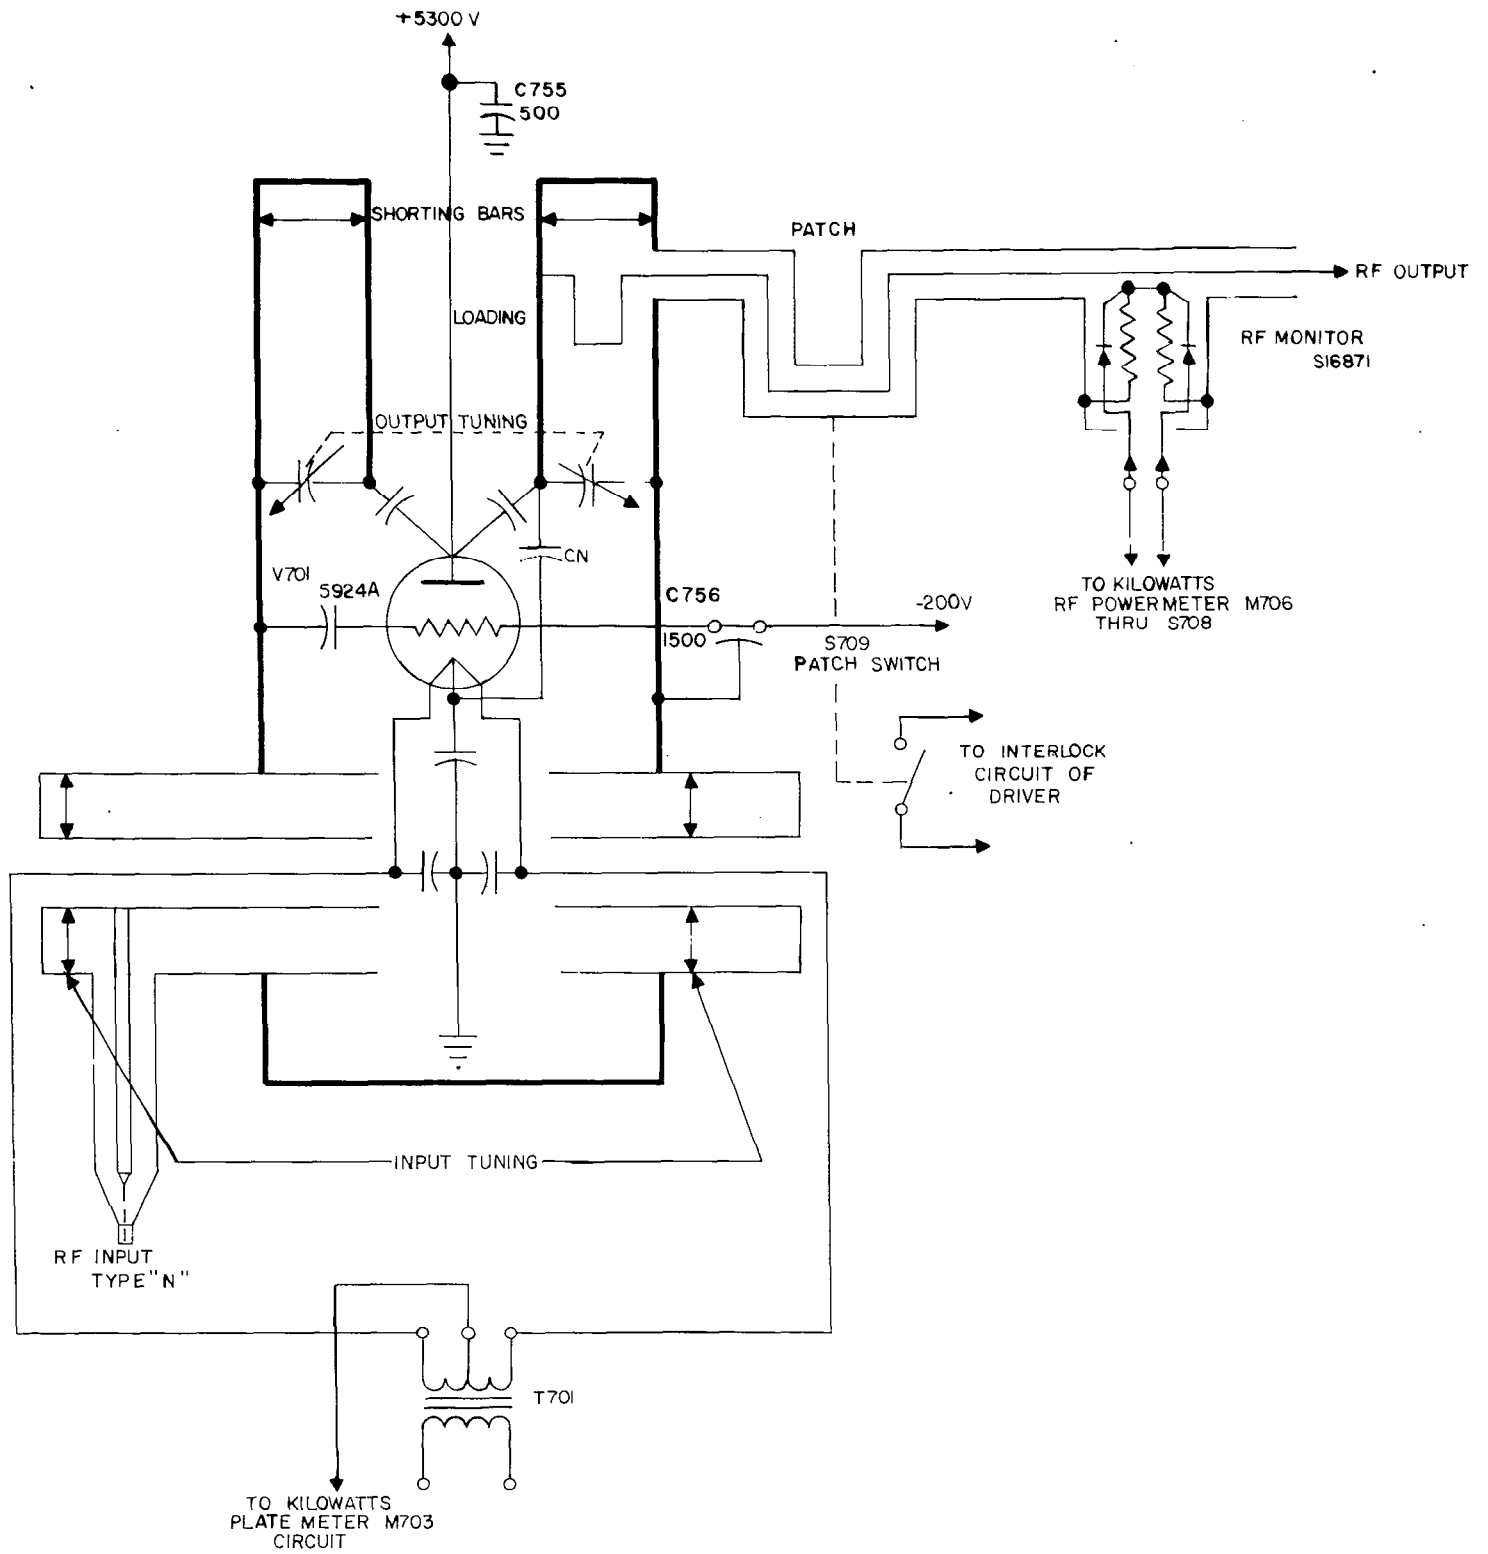 +5300 V
C755
500
SHORTING BARS
PATCH
RF OUTPUT
LOADING
RF MONITOR
S16871
OUTPUT TUNING
CN
V701
5924A
C756
1500
-200V
TO KILOWATTS
RF POWERMETER M706
THRU S708
S709
PATCH SWITCH
TO INTERLOCK
CIRCUIT OF
DRIVER
INPUT TUNING
RF INPUT
TYPE "N"
T701
TO KILOWATTS
PLATE METER M703
CIRCUIT